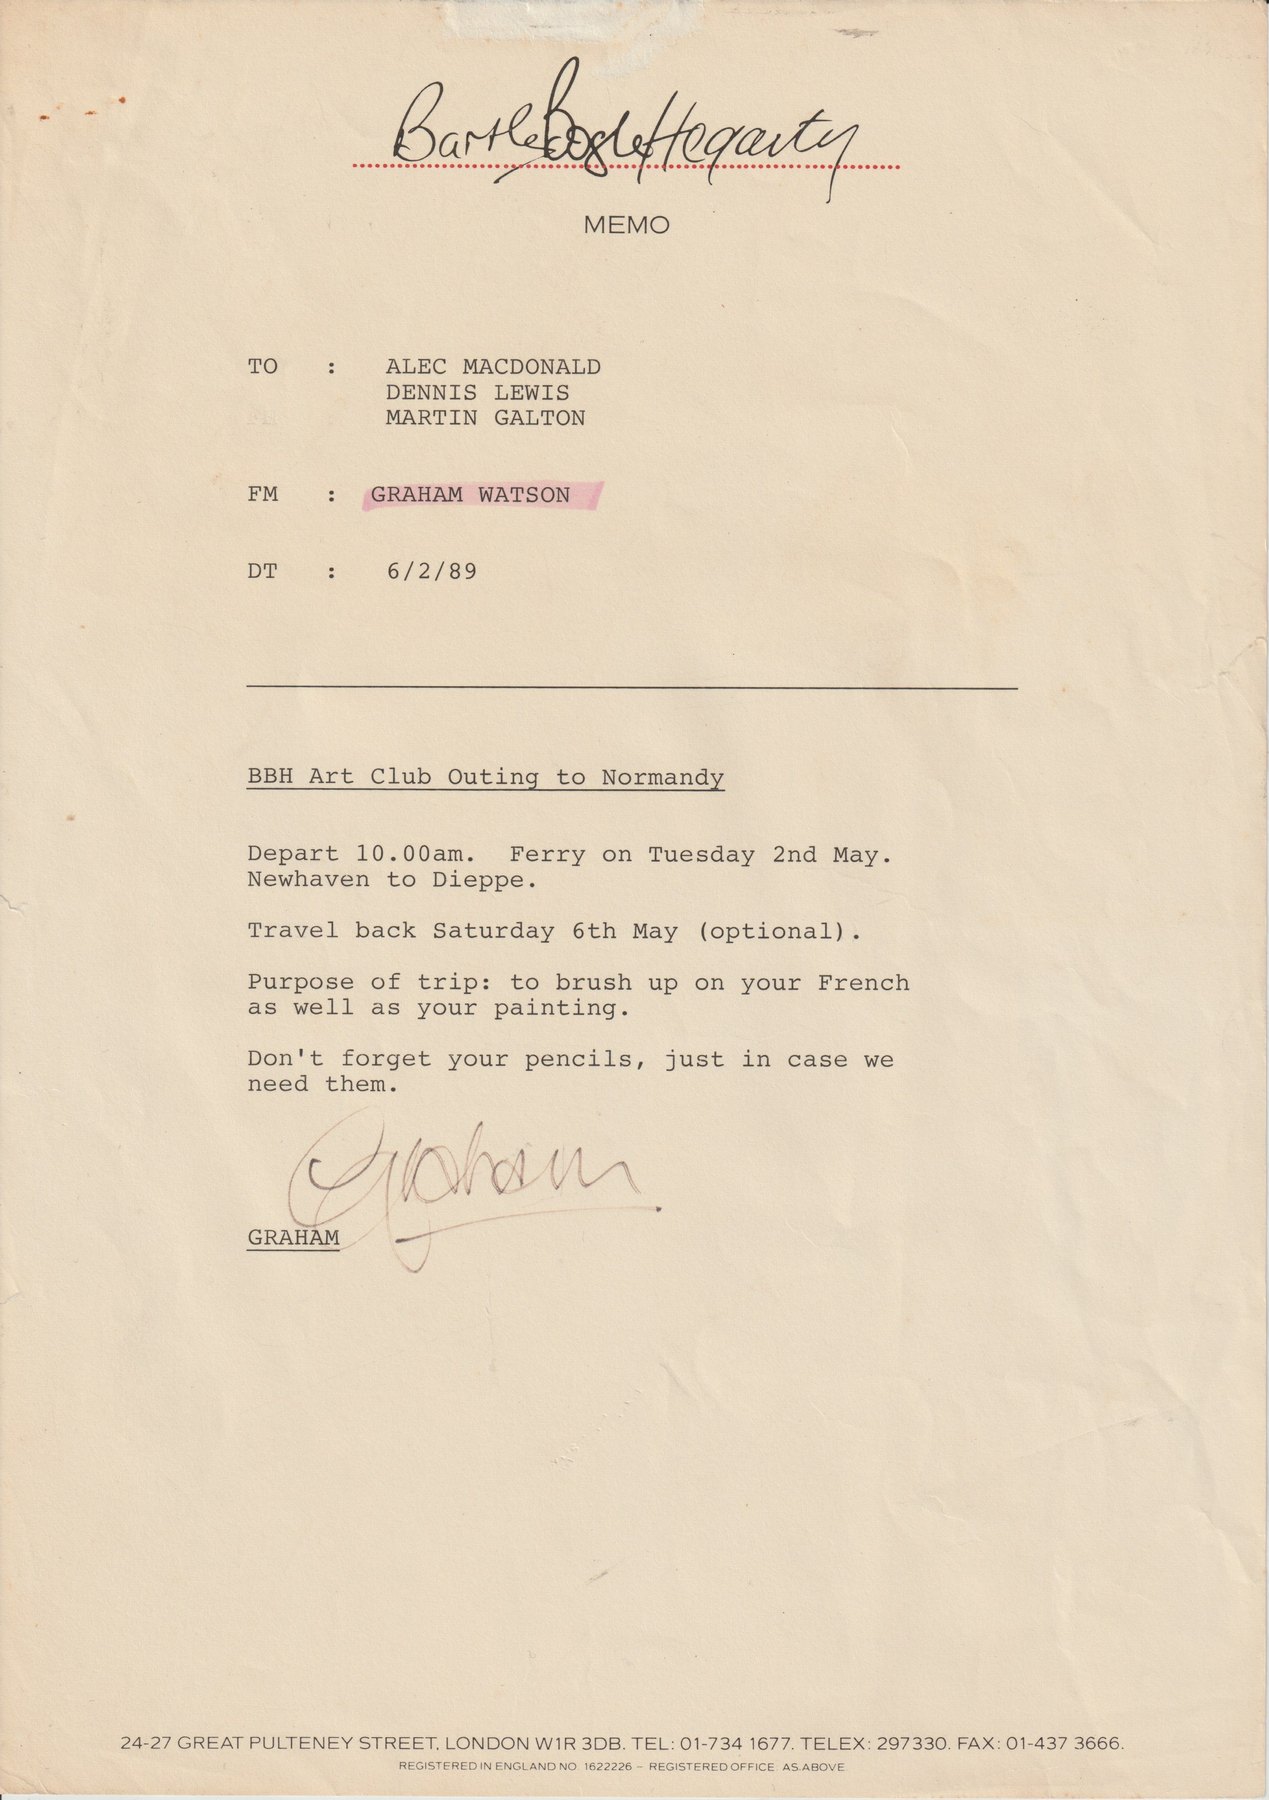 Bartle Bogle Hegarty
MEMO
TO : ALEC MACDONALD
DENNIS LEWIS
MARTIN GALTON
FM : GRAHAM WATSON
DT : 6/2/89
BBH Art Club Outing to Normandy
Depart 10.00am. Ferry on Tuesday 2nd May.
Newhaven to Dieppe.
Travel back Saturday 6th May (optional).
Purpose of trip: to brush up on your French
as well as your painting.
Don't forget your pencils, just in case we
need them.
Graham
GRAHAM
24-27 GREAT PULTENEY STREET, LONDON W1R 3DB. TEL: 01-734 1677. TELEX: 297330. FAX: 01-437 3666.
REGISTERED IN ENGLAND NO. 1622226 - REGISTERED OFFICE: AS ABOVE.